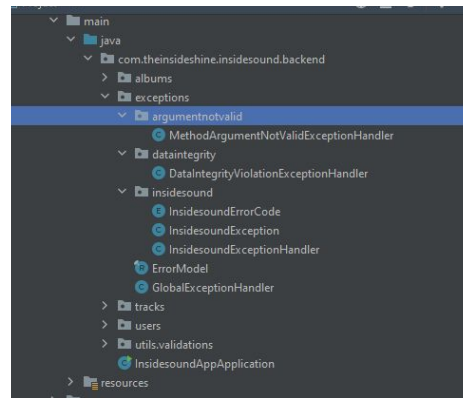 main
java
com.theinsideshine.insidesound.backend
albums
exceptions
argumentnotvalid
MethodArgumentNotValidExceptionHandler
dataintegrity
DataIntegrityViolationExceptionHandler
insidesound
InsidesoundErrorCode
InsidesoundException
InsidesoundExceptionHandler
ErrorModel
GlobalExceptionHandler
tracks
users
utils.validations
InsidesoundAppApplication
resources